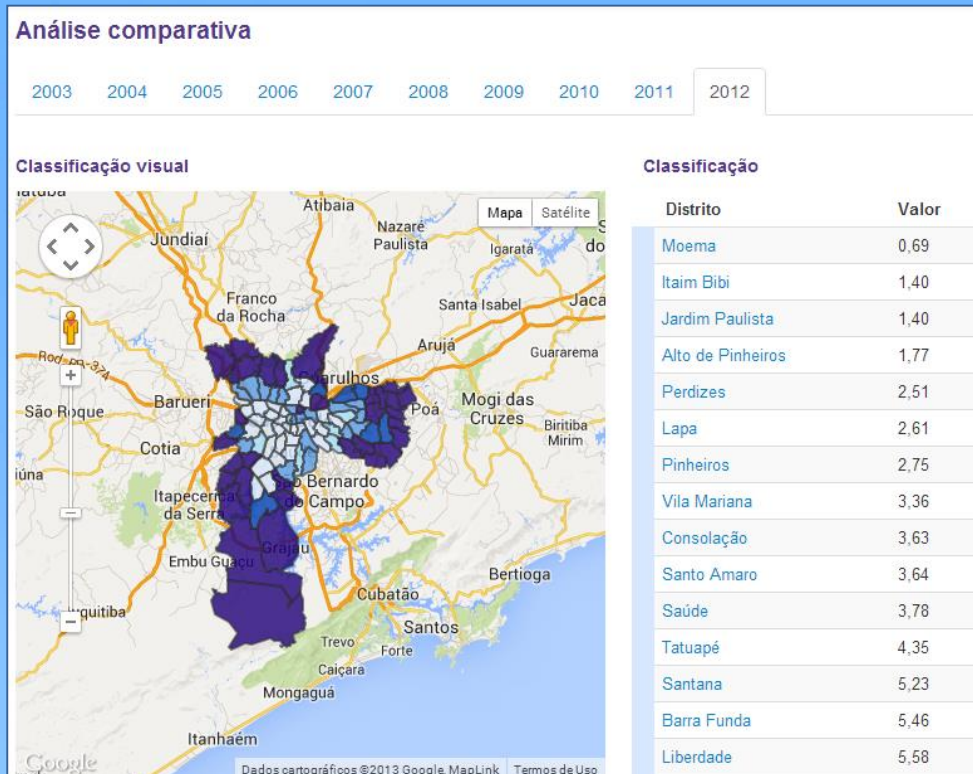 Análise comparativa
2003 2004 2005 2006 2007 2008 2009 2010 2011 2012
Classificação visual
Classificação
Atibaia
Mapa Satélite
Jundiaí
Nazaré
Paulista
Igaratá
do
Franco
da Rocha
Santa Isabel
Jaca
Arujá
Guararema
Guarulhos
Barueri
Poá
Mogi das
Cruzes
São Roque
Biritiba
Mirim
Cotia
iúna
São Bernardo
do Campo
Itapecerica
da Serra
Grajaú
Embu Guaçu
Bertioga
Cubatão
uquitiba
Santos
Trevo
Forte
Caiçara
Mongaguá
Itanhaém
Google
Dados cartográficos ©2013 Google, MapLink Termos de Uso
Distrito Valor
Moema 0,69
Itaim Bibi 1,40
Jardim Paulista 1,40
Alto de Pinheiros 1,77
Perdizes 2,51
Lapa 2,61
Pinheiros 2,75
Vila Mariana 3,36
Consolação 3,63
Santo Amaro 3,64
Saúde 3,78
Tatuapé 4,35
Santana 5,23
Barra Funda 5,46
Liberdade 5,58